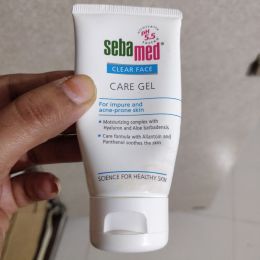 pH
5.5
sebamed®
CLEAR FACE
CARE GEL
For impure and
acne-prone skin
• Moisturizing complex with
Hyaluron and Aloe barbadensis
• Care formula with Allantoin and
Panthenol soothes the skin
SCIENCE FOR HEALTHY SKIN